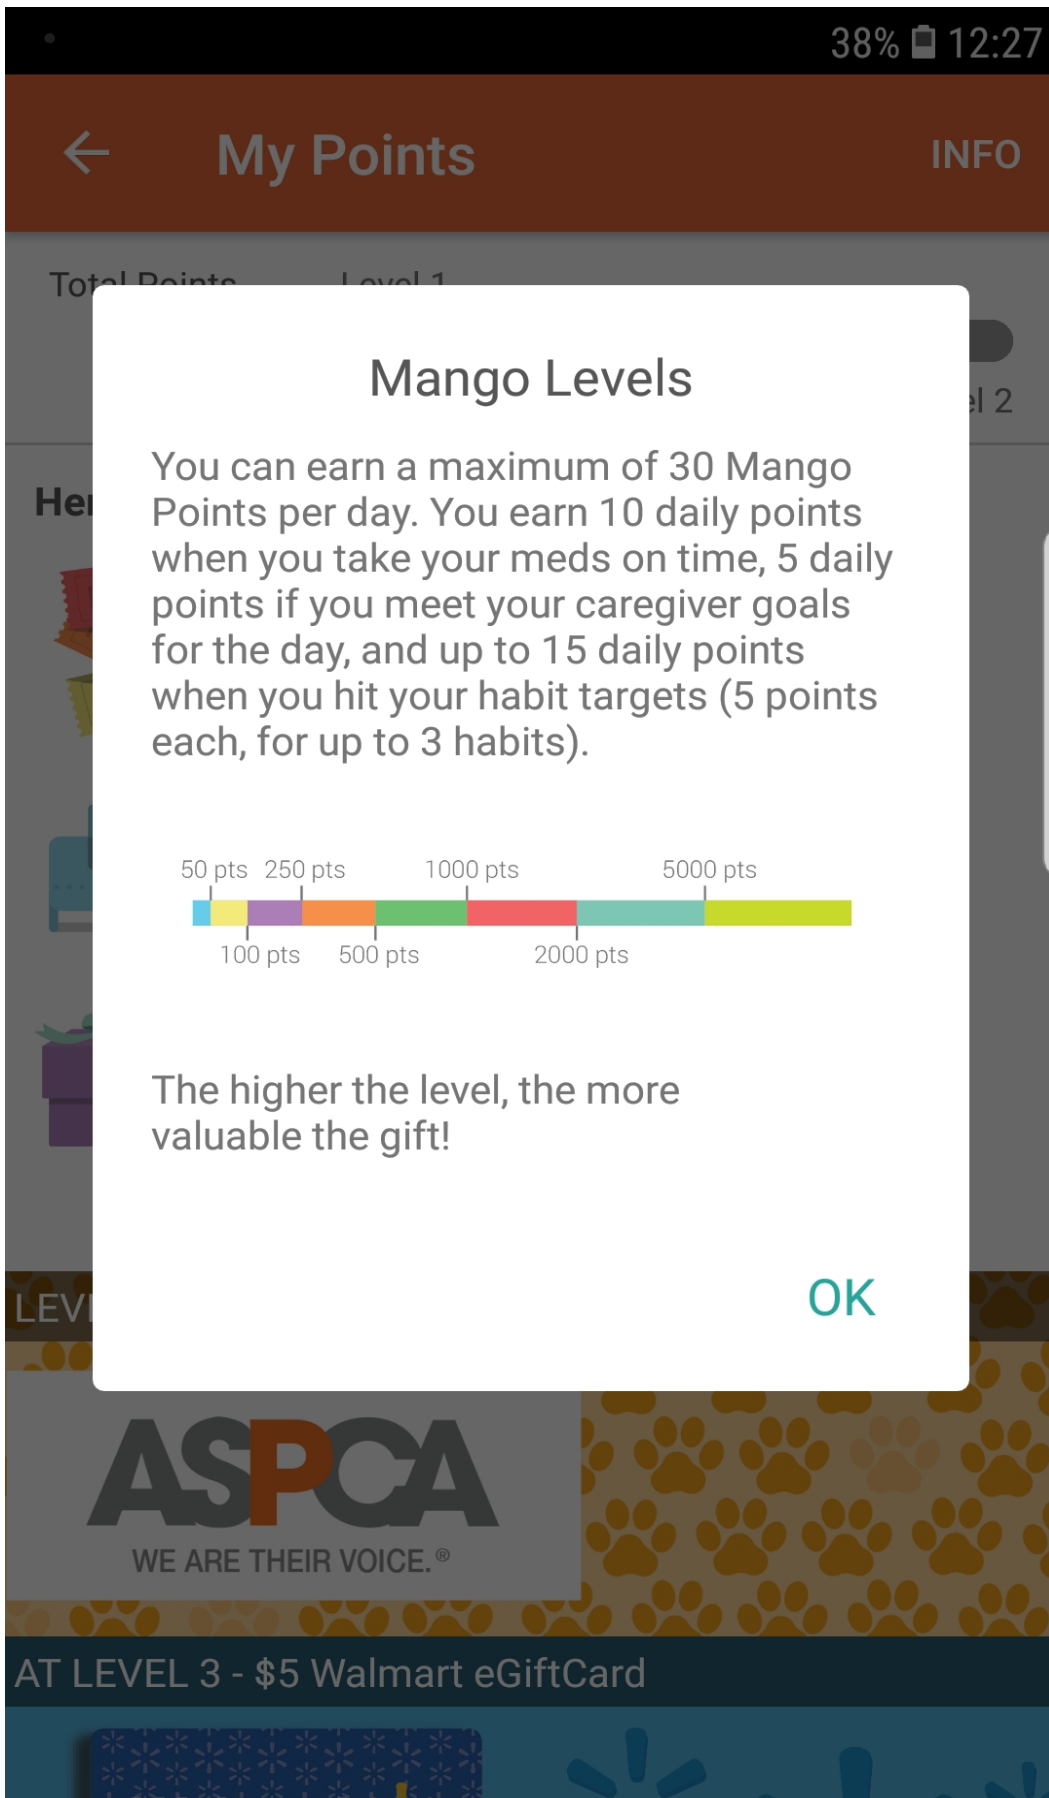 38% 12:27
My Points INFO
Total Points Level 1
Mango Levels
You can earn a maximum of 30 Mango
Points per day. You earn 10 daily points
when you take your meds on time, 5 daily
points if you meet your caregiver goals
for the day, and up to 15 daily points
when you hit your habit targets (5 points
each, for up to 3 habits).
50 pts 250 pts 1000 pts 5000 pts
100 pts 500 pts 2000 pts
The higher the level, the more
valuable the gift!
OK
ASPCA
WE ARE THEIR VOICE.®
AT LEVEL 3 - $5 Walmart eGiftCard